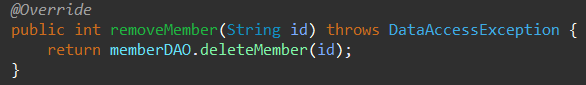 @Override
public int removeMember(String id) throws DataAccessException {
    return memberDAO.deleteMember(id);
}